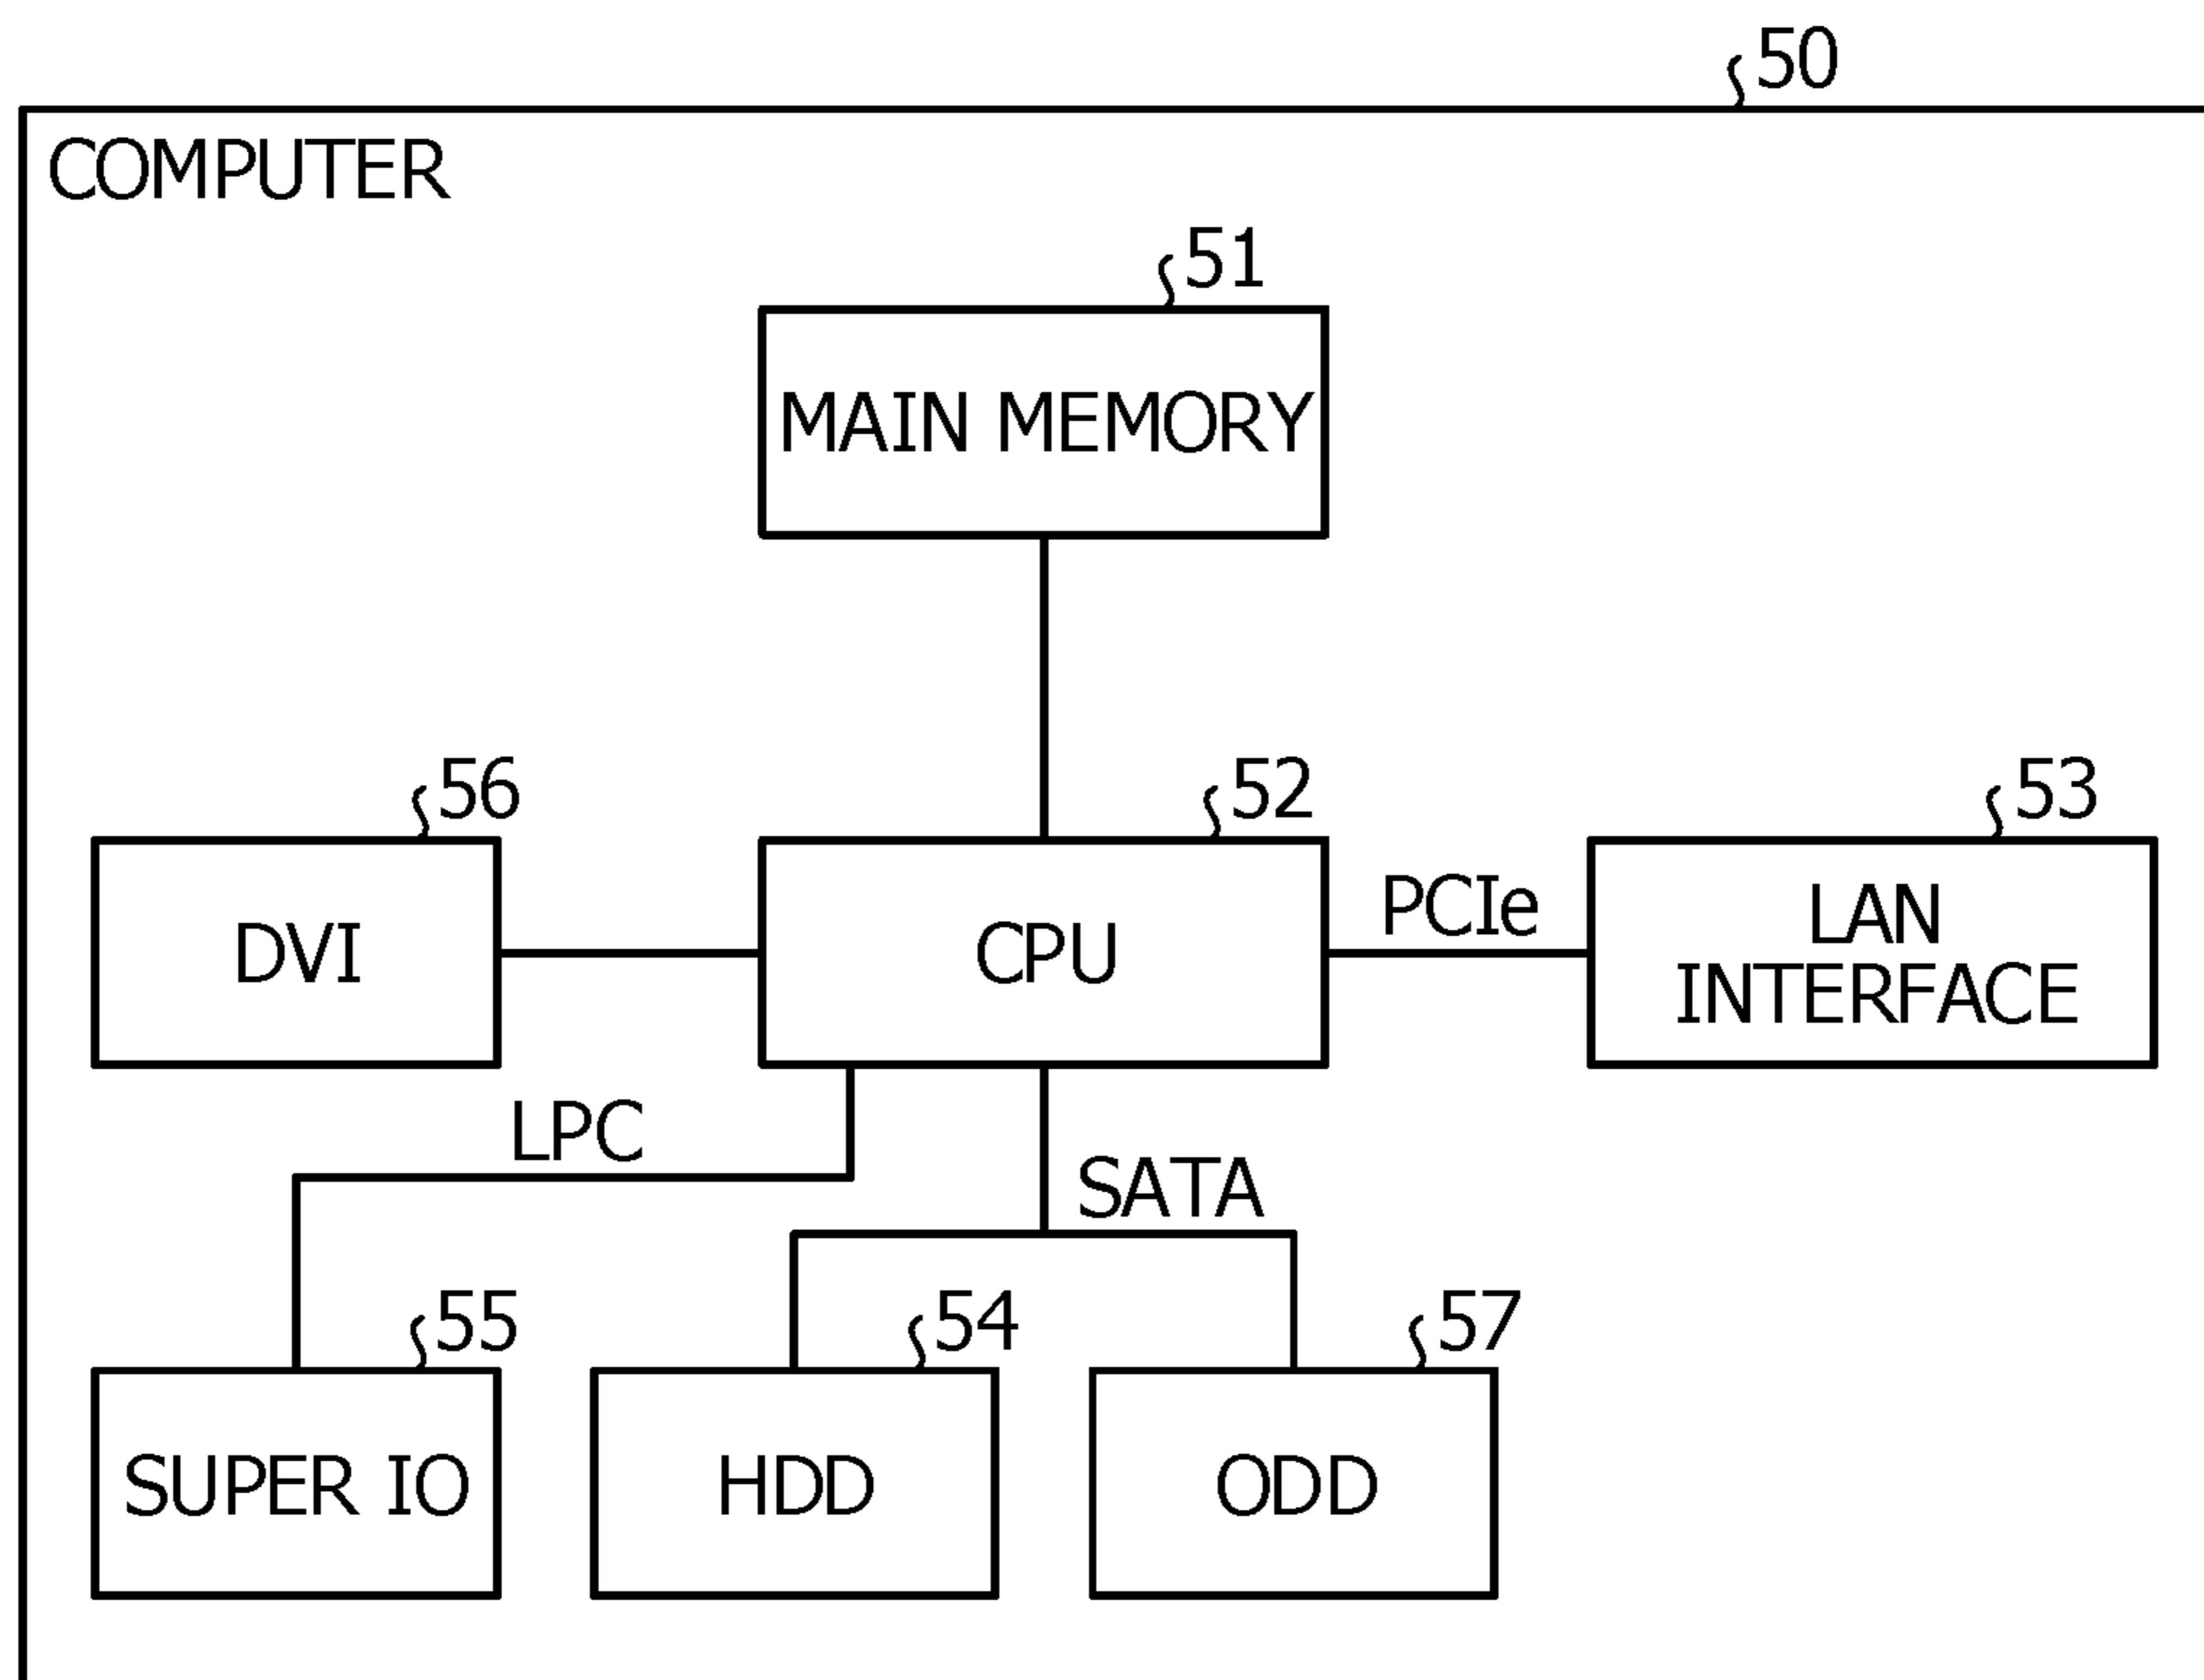 50
COMPUTER
51
MAIN MEMORY
56
52
53
DVI
CPU
PCIe
LAN
INTERFACE
LPC
SATA
55
54
57
SUPER IO
HDD
ODD